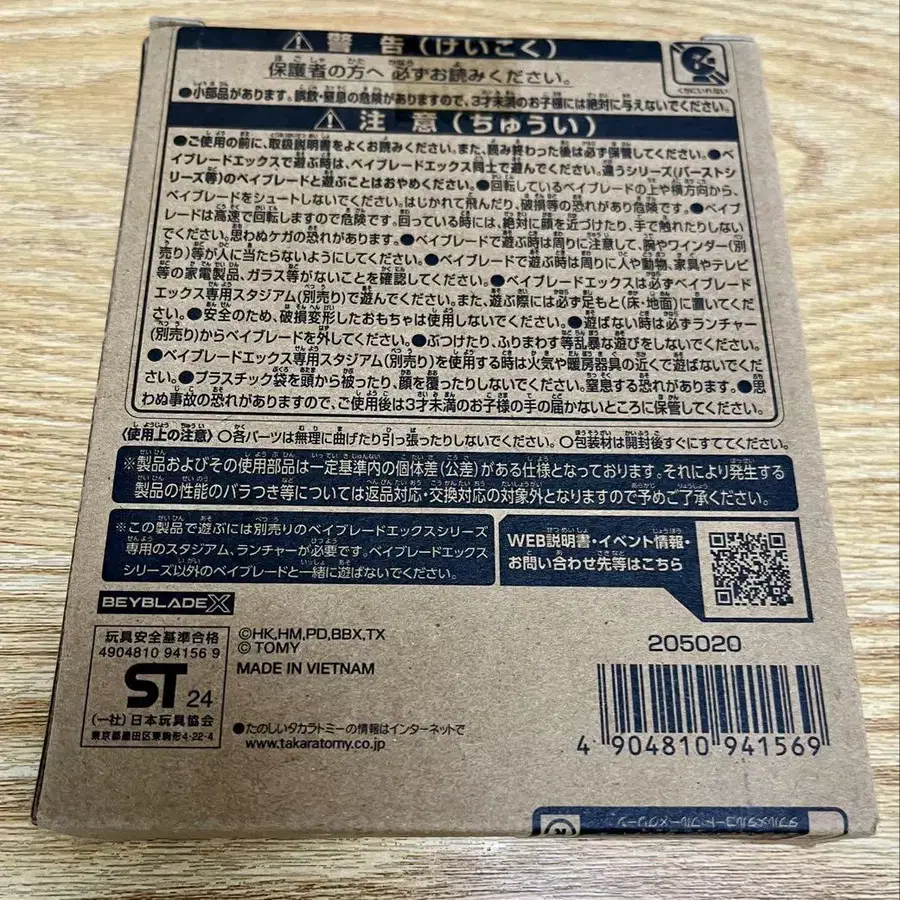 警告(けいこく)
保護者の方へ 必ずお読みください。
●小部品があります。誤飲・窒息の危険がありますので、3才未満のお子様には絶対に与えないでください。
くちにいれない
注意(ちゅうい)
●ご使用の前に、取扱説明書をよくお読みください。また、読み終わった後は必ず保管してください。●ベ
イブレードエックスで遊ぶ時は、ベイブレードエックス同士で遊んでください。違うシリーズ(バーストシ
リーズ等)のベイブレードと遊ぶことはおやめください。●回転しているベイブレードの上や横方向から、
ベイブレードをシュートしないでください。はじかれて飛んだり、破損等の恐れがあり危険です。●ベイブ
レードは高速で回転しますので危険です。回っている時には、絶対に顔を近づけたり、手で触れたりしない
でください。思わぬケガの恐れがあります。●ベイブレードで遊ぶ時は周りに注意して、腕やワインダー(別
売り)等が人に当たらないようにしてください。●ベイブレードで遊ぶ時は周りに人や動物、家具やテレビ
等の家電製品、ガラス等がないことを確認してください。●ベイブレードエックスは必ずベイブレード
エックス専用スタジアム(別売り)で遊んでください。また、遊ぶ際には必ず足もと(床・地面)に置いてくだ
さい。●安全のため、破損変形したおもちゃは使用しないでください。●遊ばない時は必ずランチャー
(別売り)からベイブレードを外してください。●ぶつけたり、ふりまわす等乱暴な遊びをしないでください。
●ベイブレードエックス専用スタジアム(別売り)を使用する時は火気や暖房器具の近くで遊ばないでくだ
さい。●プラスチック袋を頭から被ったり、顔を覆ったりしないでください。窒息する恐れがあります。●思
わぬ事故の恐れがありますので、ご使用後は3才未満のお子様の手の届かないところに保管してください。
〈使用上の注意〉○各パーツは無理に曲げたり引っ張ったりしないでください。○包装材は開封後すぐにすててください。
※製品およびその使用部品は一定基準内の個体差(公差)がある仕様となっております。それにより発生する
製品の性能のバラつき等については返品対応・交換対応の対象外となりますので予めご了承ください。
※この製品で遊ぶには別売りのベイブレードエックスシリーズ
専用のスタジアム、ランチャーが必要です。ベイブレードエックス
シリーズ以外のベイブレードと一緒に遊ばないでください。
WEB説明書・イベント情報・
お問い合わせ先等はこちら
BEYBLADE X
玩具安全基準合格
4904810 94156 9
ST 24
(一社)日本玩具協会
東京都墨田区東駒形4-22-4
©HK,HM,PD,BBX,TX
© TOMY
MADE IN VIETNAM
●たのしいタカラトミーの情報はインターネットで
www.takaratomy.co.jp
205020
4 904810 941569
ダブルメタルコート:ブルー×グリーン